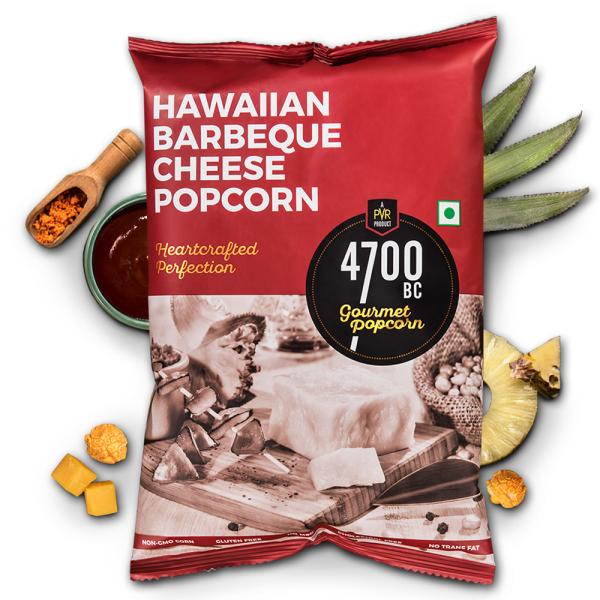 HAWAIIAN
BARBEQUE
CHEESE
POPCORN
Heartcrafted
Perfection
A
PVR
PRODUCT
4700
BC
Gourmet
Popcorn
NON-GMO CORN
GLUTEN FREE
NO TRANS FAT